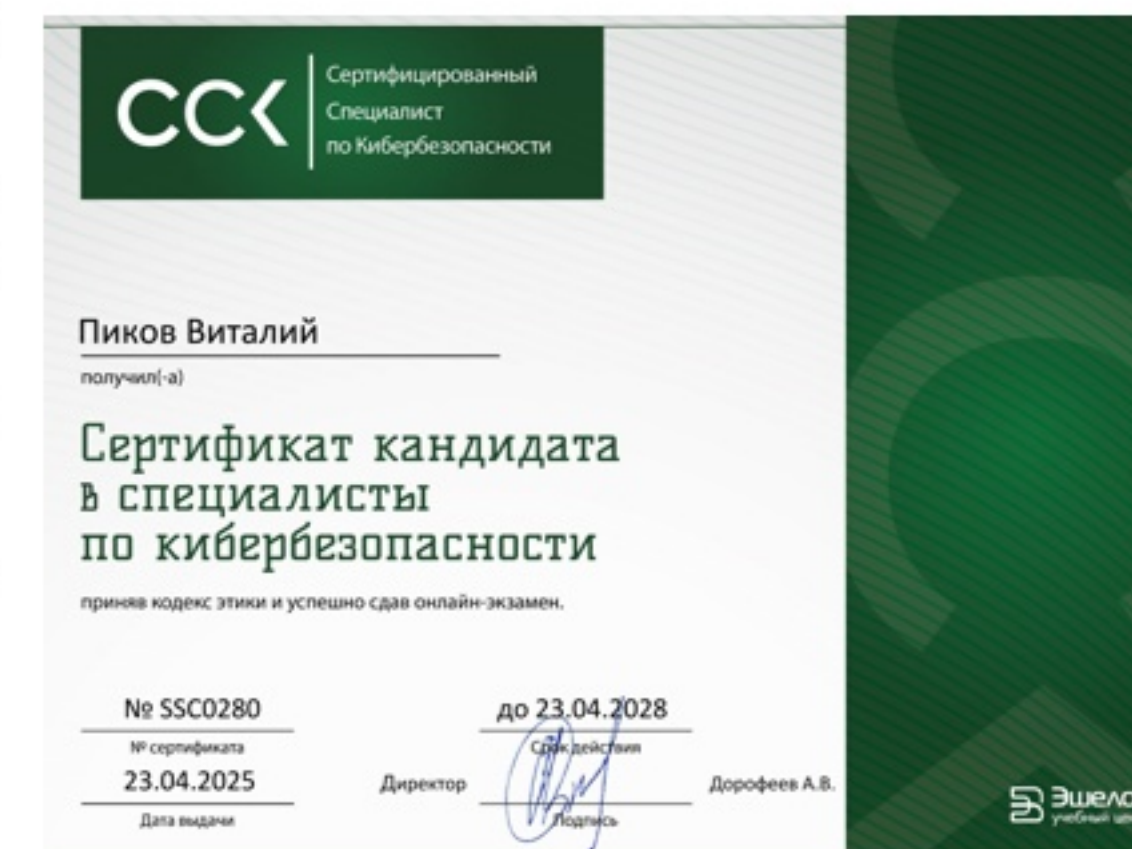 ССК
Сертифицированный
Специалист
по Кибербезопасности
Пиков Виталий
получил(-а)
Сертификат кандидата
в специалисты
по кибербезопасности
приняв кодекс этики и успешно сдав онлайн-экзамен.
№ SSC0280
до 23.04.2028
№ сертификата
Срок действия
23.04.2025
Директор
Дорофеев А.В.
Дата выдачи
Подпись
Эшело
учебный це